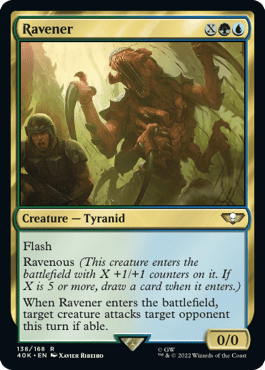 Ravener X
Creature — Tyranid
Flash
Ravenous (This creature enters the
battlefield with X +1/+1 counters on it. If
X is 5 or more, draw a card when it enters.)
When Ravener enters the battlefield,
target creature attacks target opponent
this turn if able.
0/0
138/168 R
40K • EN XAVIER RIBEIRO
© GW
™ & © 2022 Wizards of the Coast